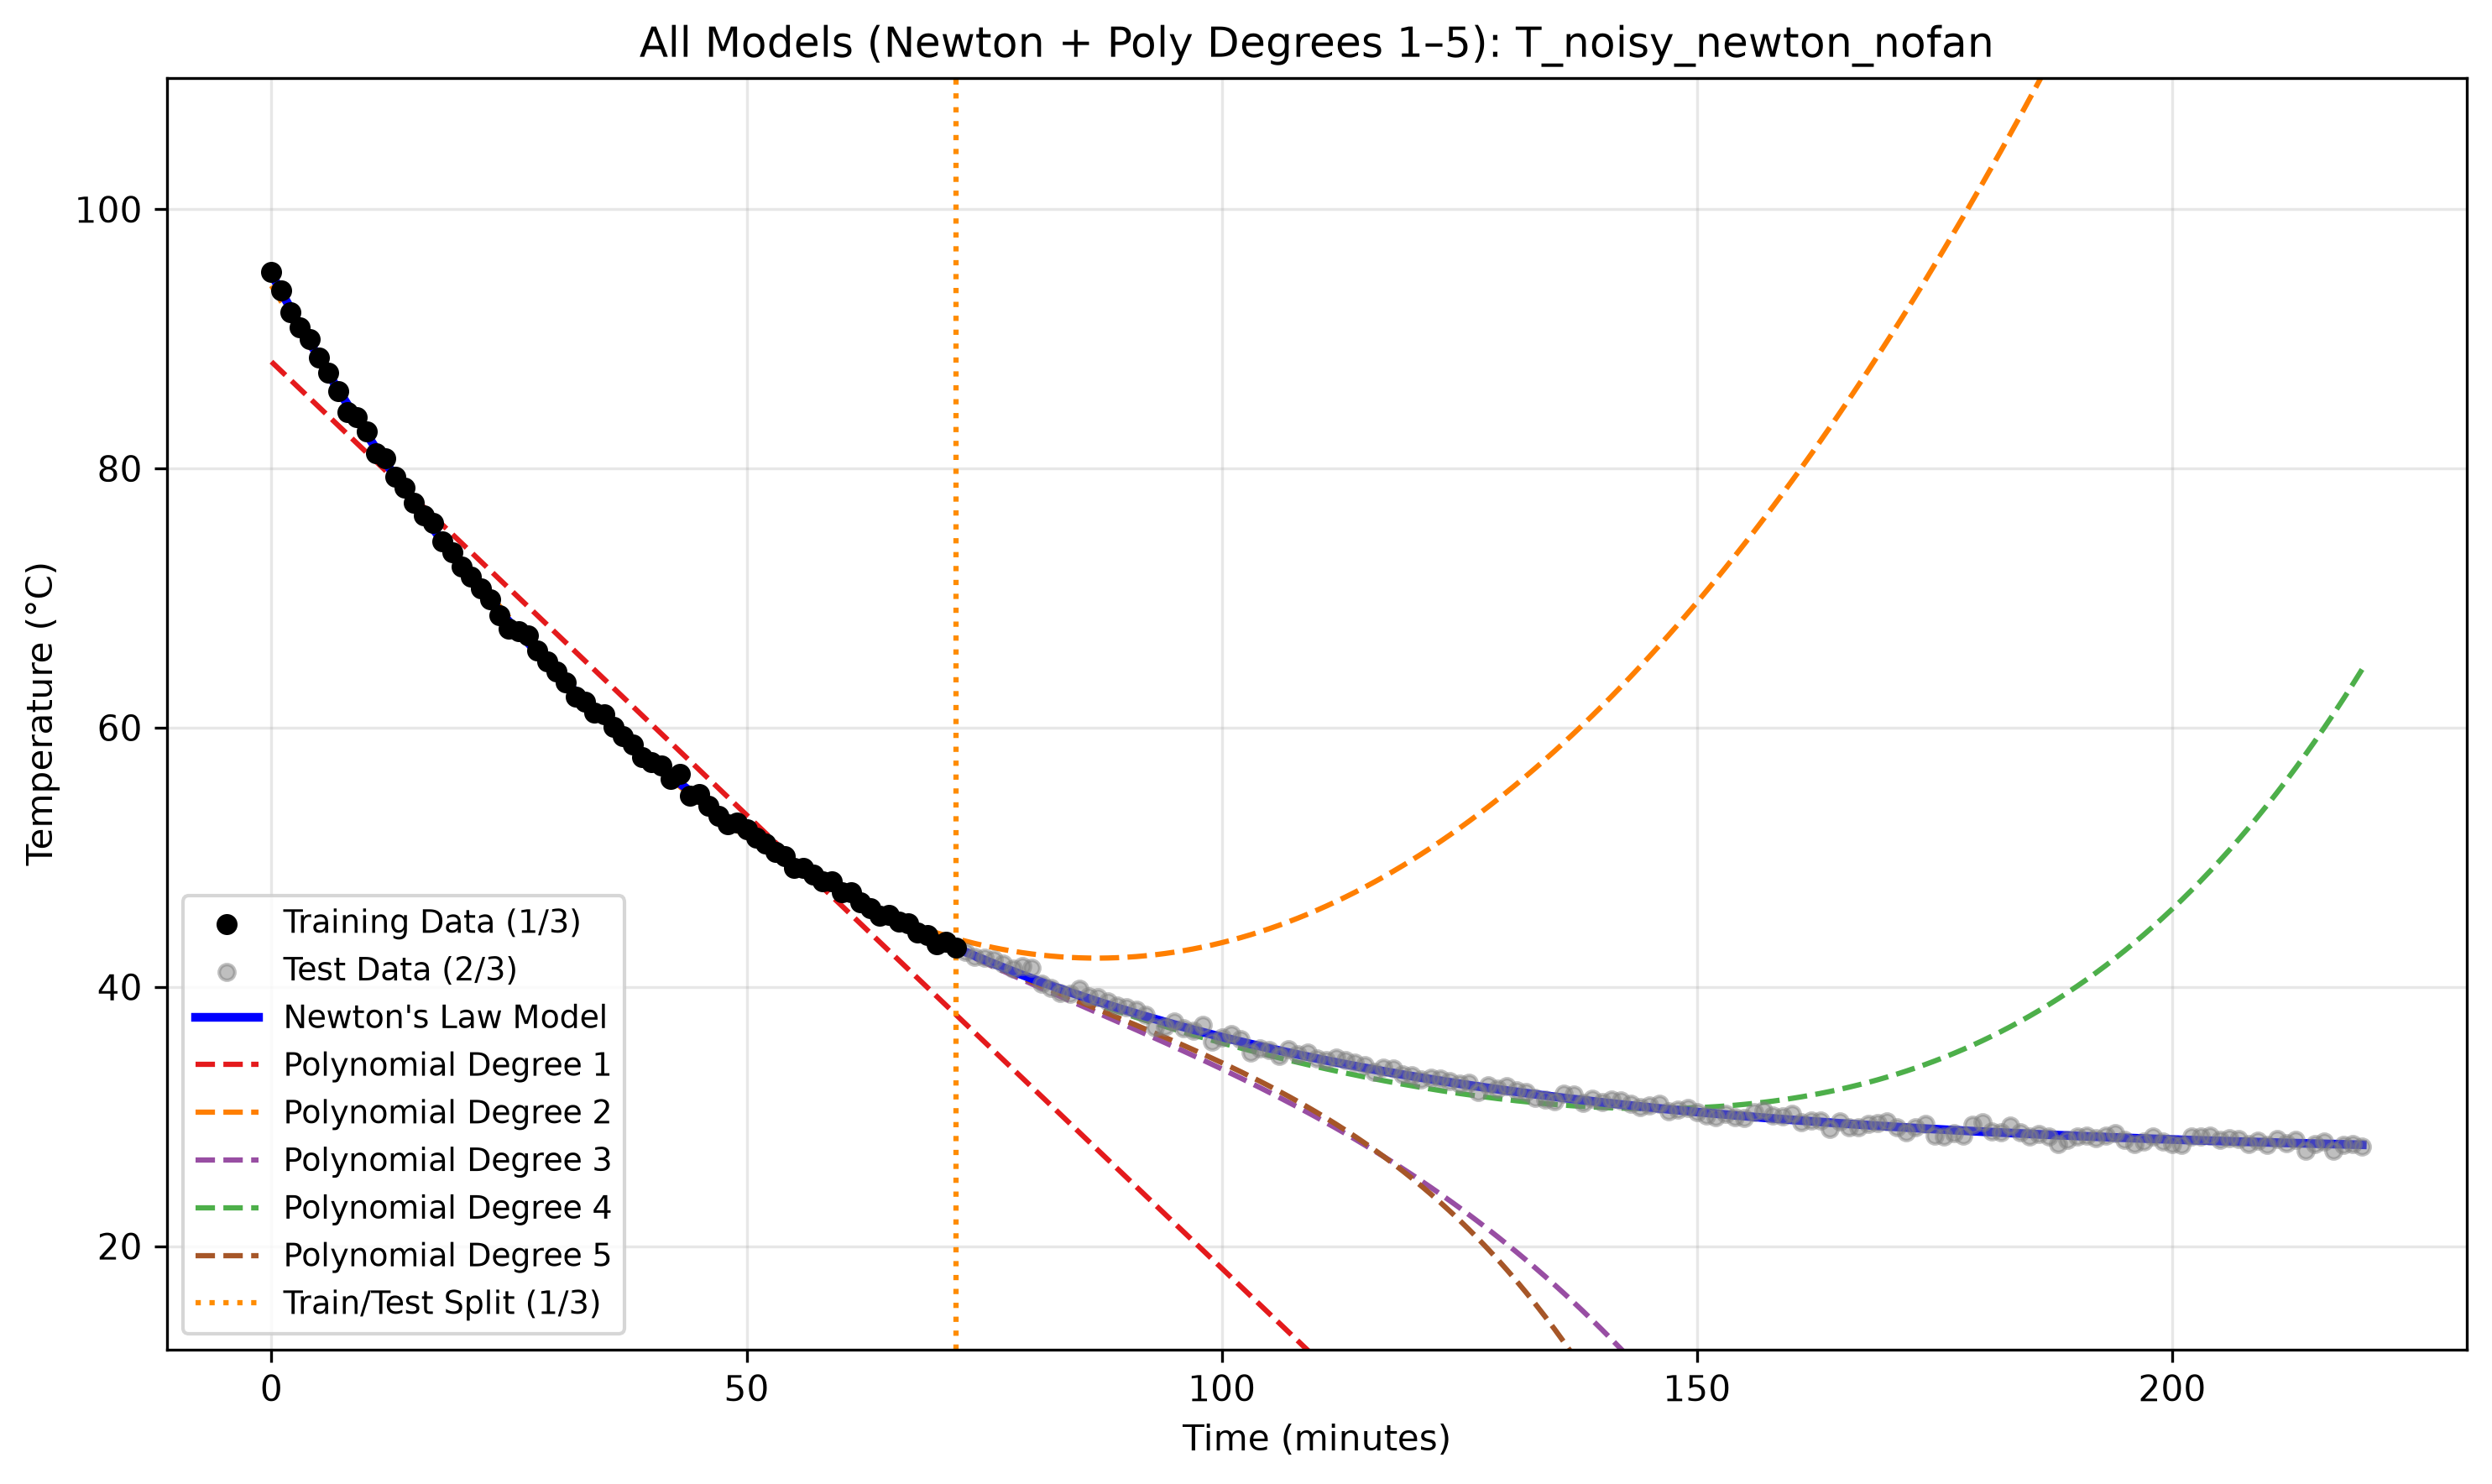 All Models (Newton + Poly Degrees 1–5): T_noisy_newton_nofan
Temperature (°C)
100
80
60
40
20
Training Data (1/3)
Test Data (2/3)
Newton's Law Model
Polynomial Degree 1
Polynomial Degree 2
Polynomial Degree 3
Polynomial Degree 4
Polynomial Degree 5
Train/Test Split (1/3)
0 50 100 150 200
Time (minutes)